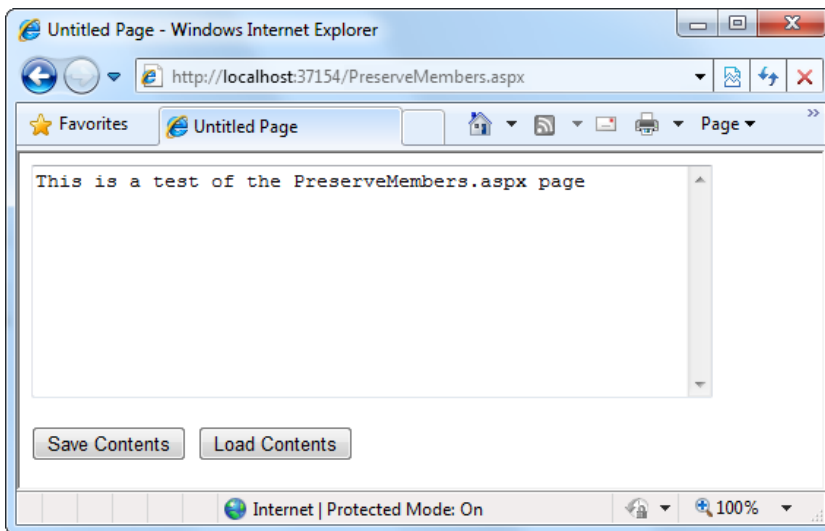 Untitled Page - Windows Internet Explorer
http://localhost:37154/PreserveMembers.aspx
Favorites Untitled Page Page
This is a test of the PreserveMembers.aspx page
Save Contents Load Contents
Internet | Protected Mode: On 100%